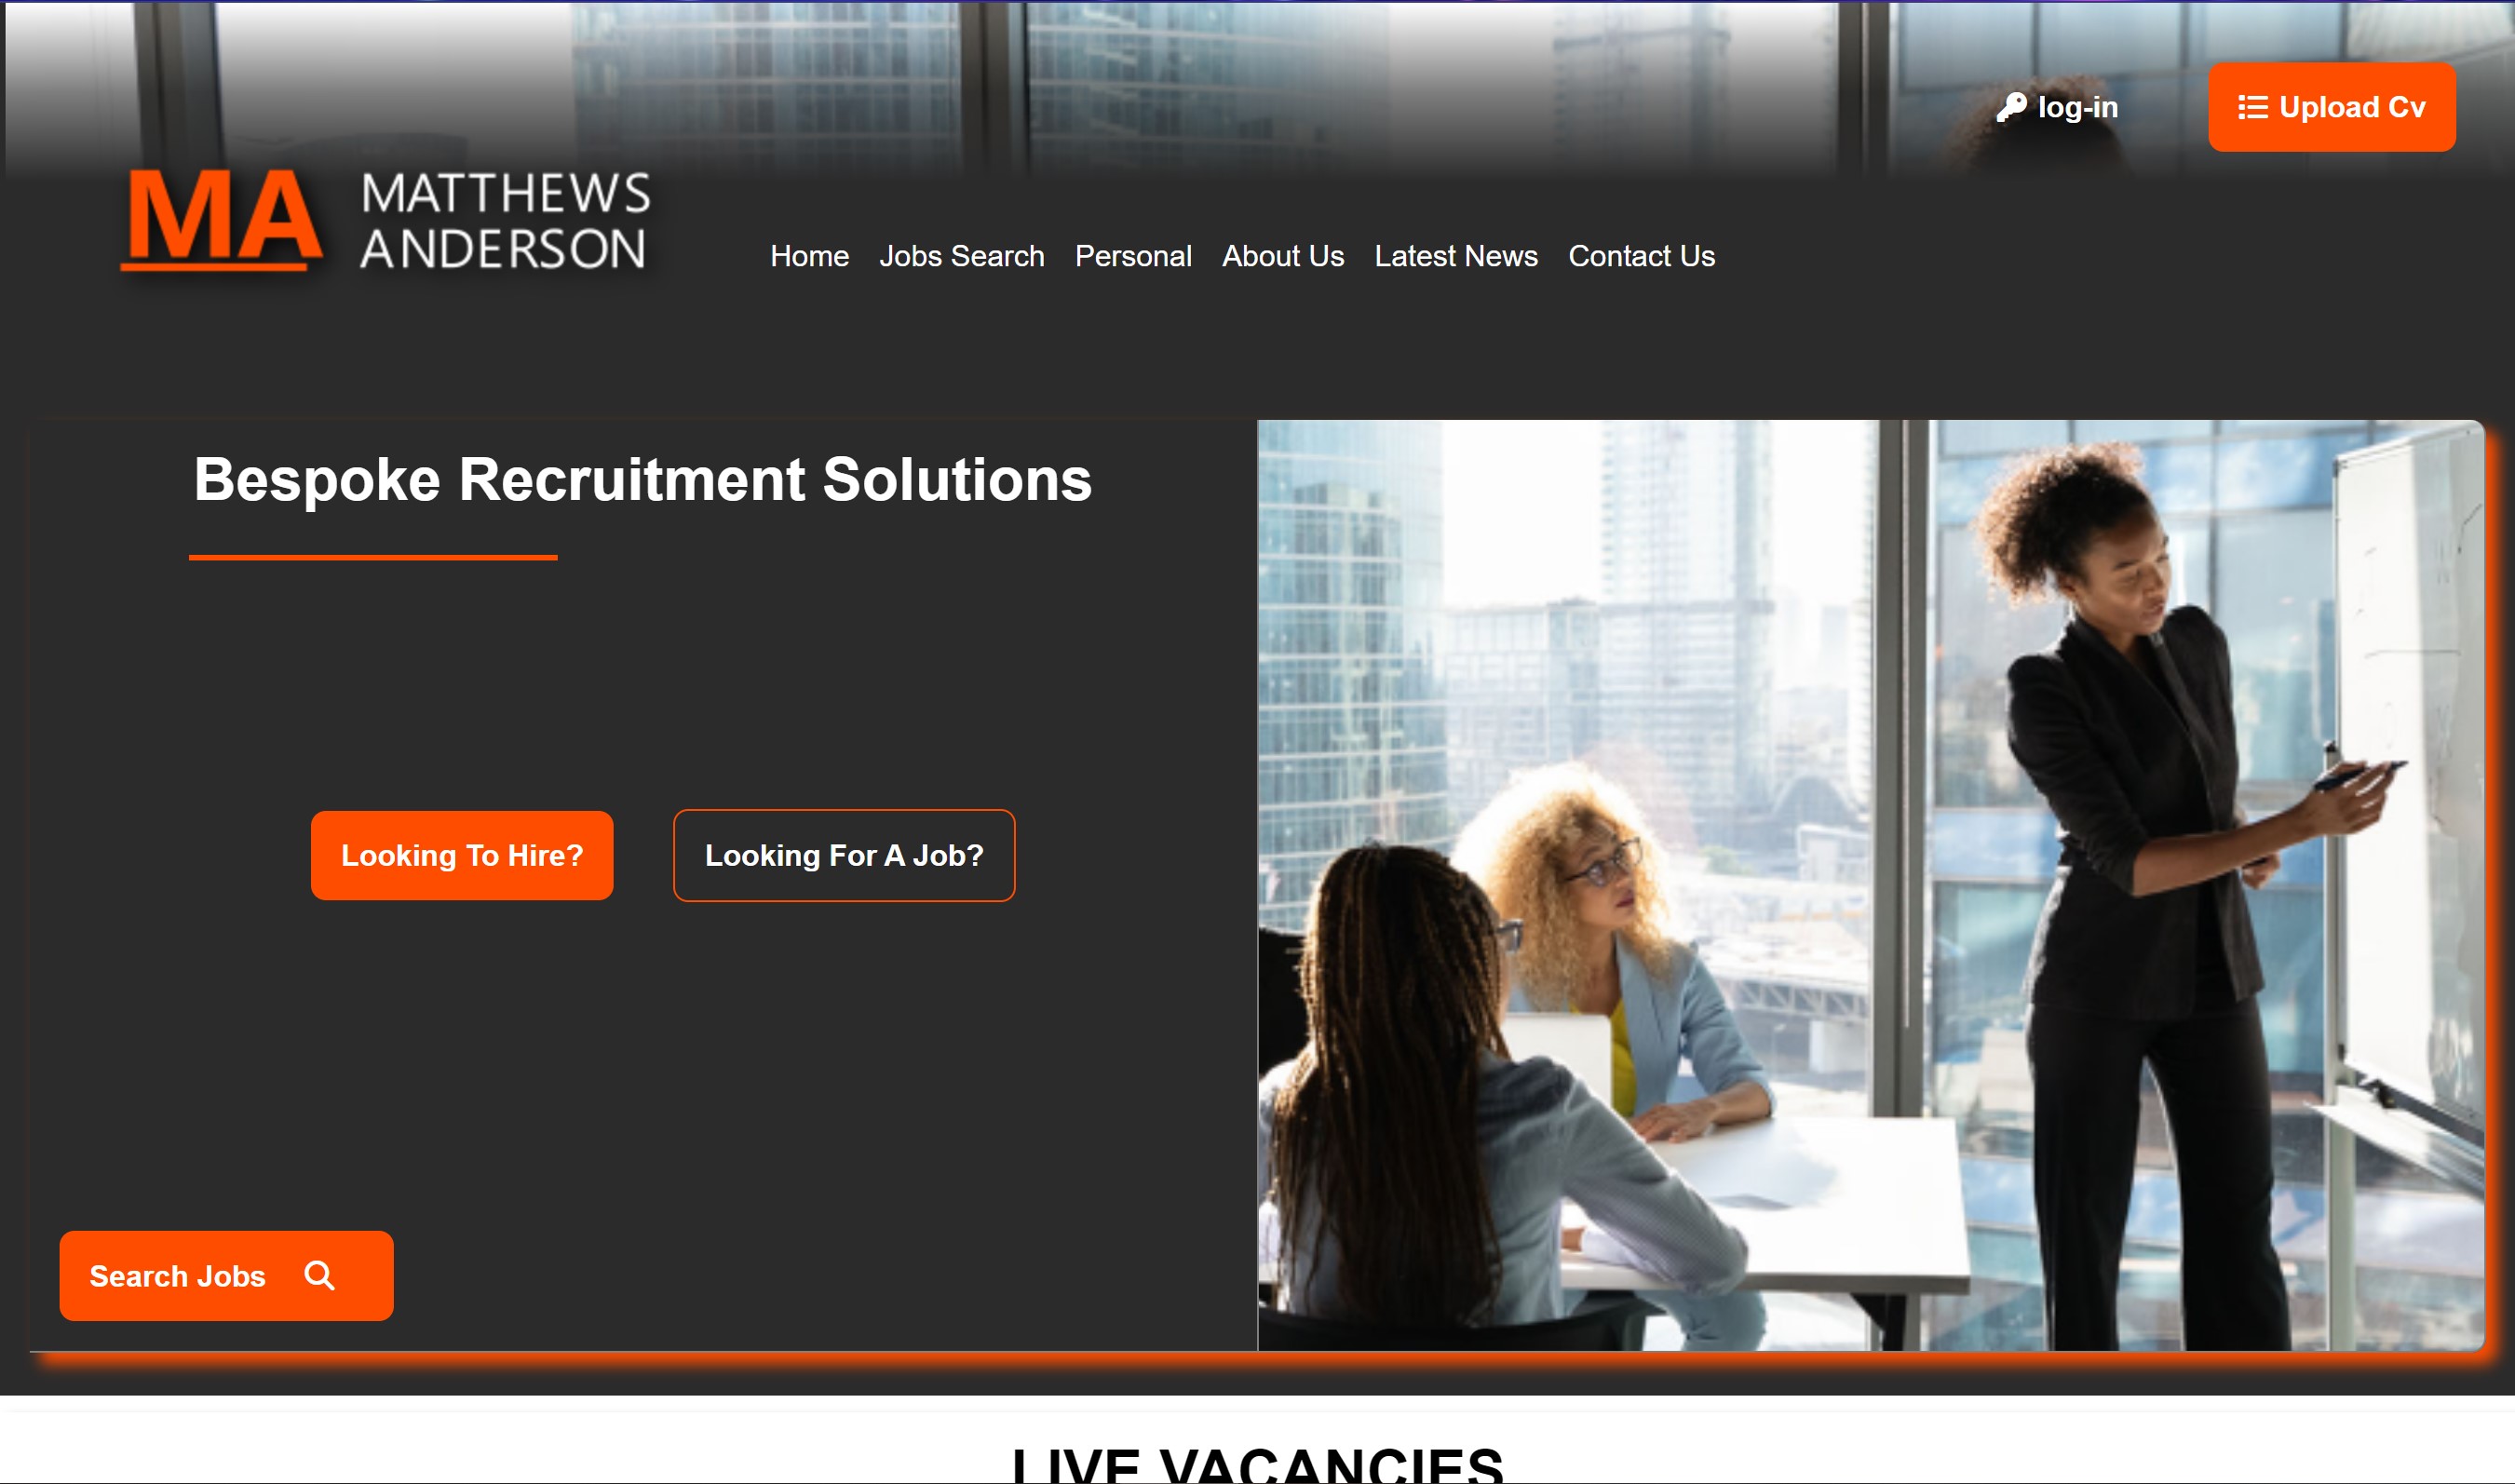 log-in
Upload Cv
MA
MATTHEWS
ANDERSON
Home Jobs Search Personal About Us Latest News Contact Us
Bespoke Recruitment Solutions
Looking To Hire?
Looking For A Job?
Search Jobs
LIVE VACANCIES